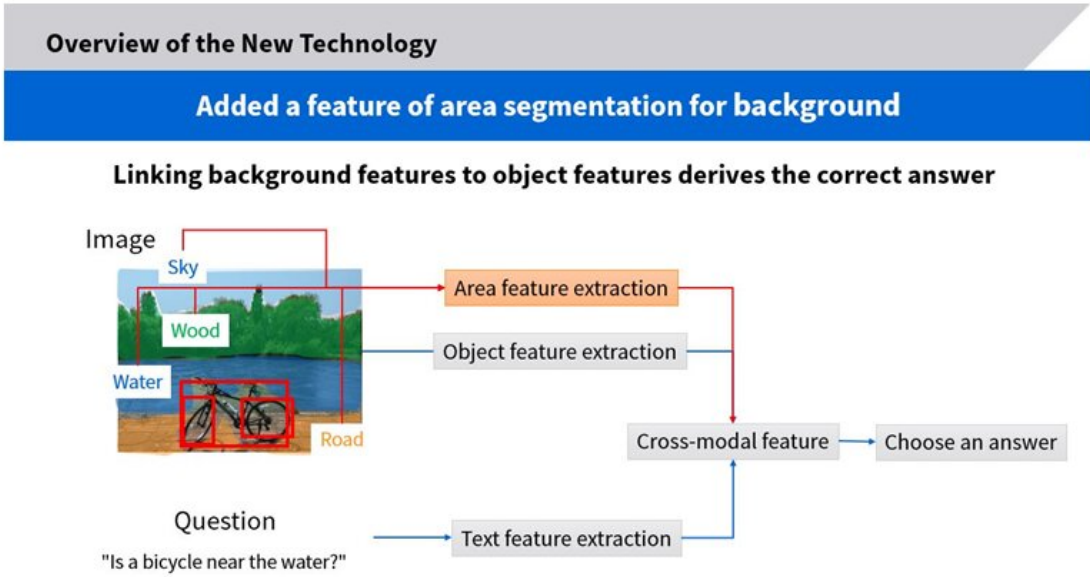 Overview of the New Technology
Added a feature of area segmentation for background
Linking background features to object features derives the correct answer
Image
Sky
Area feature extraction
Wood
Object feature extraction
Water
Road
Cross-modal feature
Choose an answer
Question
Text feature extraction
"Is a bicycle near the water?"